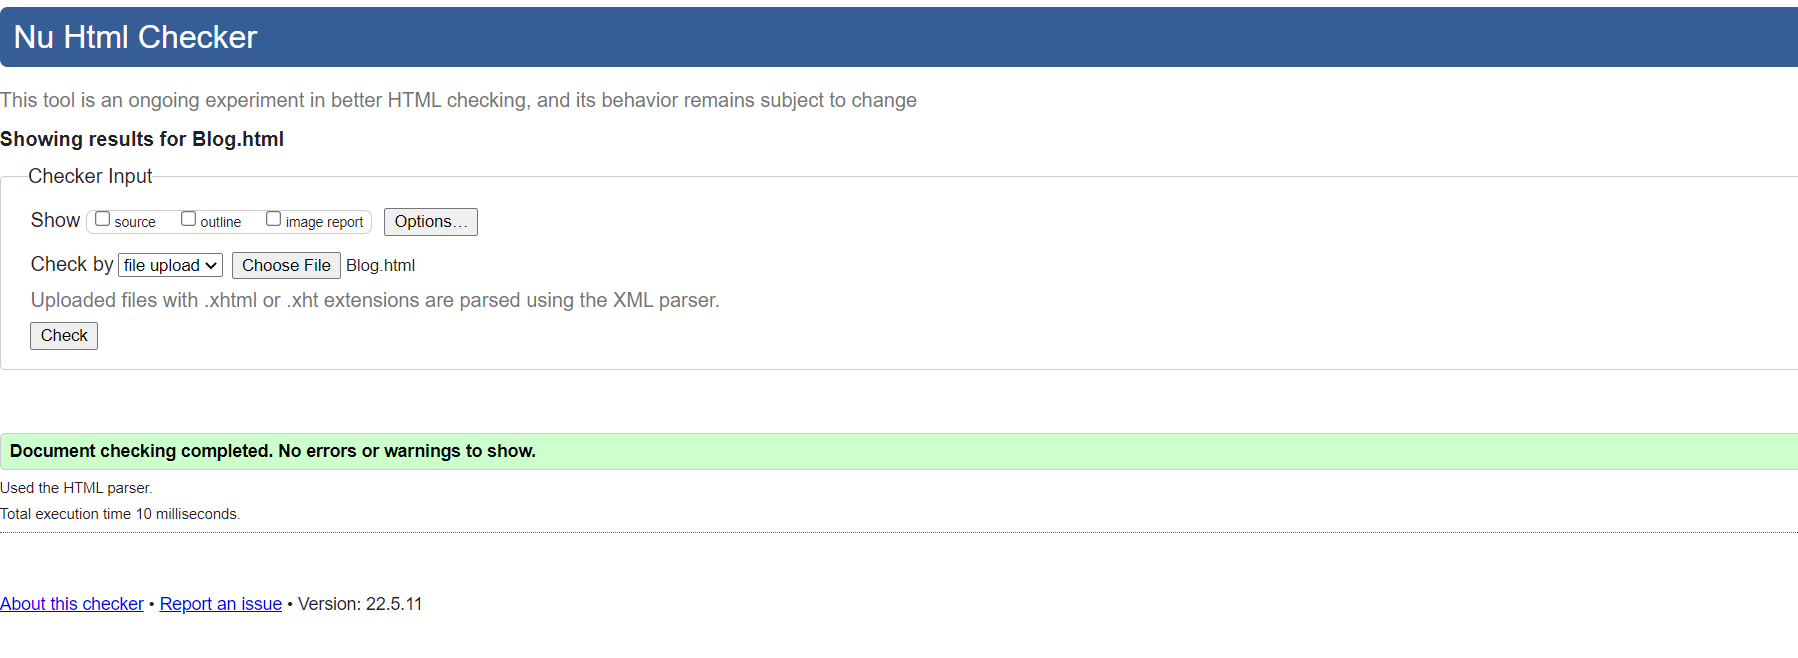 Nu Html Checker
This tool is an ongoing experiment in better HTML checking, and its behavior remains subject to change
Showing results for Blog.html
Checker Input
Show source outline image report Options...
Check by file upload Choose File Blog.html
Uploaded files with .xhtml or .xht extensions are parsed using the XML parser.
Check
Document checking completed. No errors or warnings to show.
Used the HTML parser.
Total execution time 10 milliseconds.
About this checker • Report an issue • Version: 22.5.11